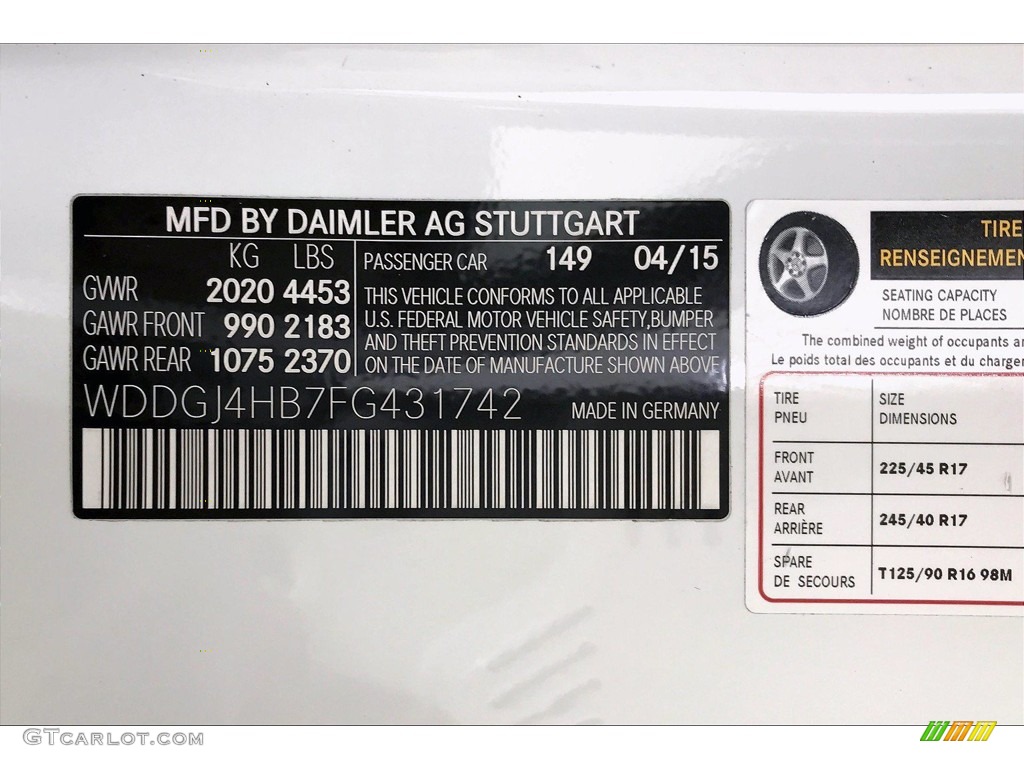 MFD BY DAIMLER AG STUTTGART
KG LBS
GVWR 2020 4453
GAWR FRONT 990 2183
GAWR REAR 1075 2370
PASSENGER CAR 149 04/15
THIS VEHICLE CONFORMS TO ALL APPLICABLE
U.S. FEDERAL MOTOR VEHICLE SAFETY,BUMPER
AND THEFT PREVENTION STANDARDS IN EFFECT
ON THE DATE OF MANUFACTURE SHOWN ABOVE
WDDGJ4HB7FG431742
MADE IN GERMANY
TIRE
RENSEIGNEMEN
SEATING CAPACITY
NOMBRE DE PLACES
The combined weight of occupants a
Le poids total des occupants et du charge
TIRE
PNEU
SIZE
DIMENSIONS
FRONT
AVANT
225/45 R17
REAR
ARRIÈRE
245/40 R17
SPARE
DE SECOURS
T125/90 R16 98M
GTCARLOT.COM